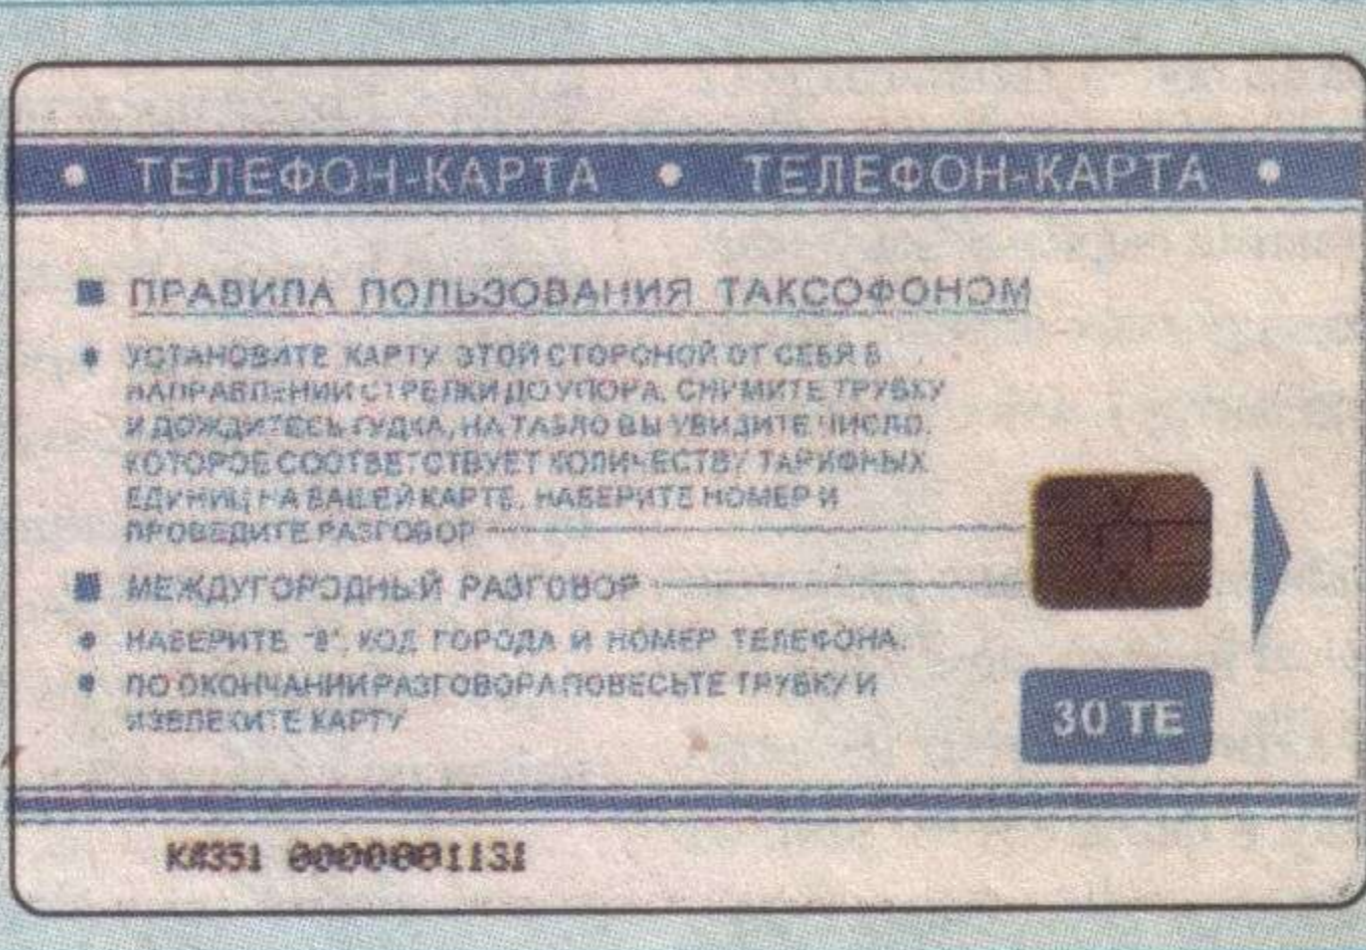 • ТЕЛЕФОН-КАРТА • ТЕЛЕФОН-КАРТА •
■ ПРАВИЛА ПОЛЬЗОВАНИЯ ТАКСОФОНОМ
• УСТАНОВИТЕ КАРТУ ЭТОЙ СТОРОНОЙ ОТ СЕБЯ В
НАПРАВЛЕНИИ СТРЕЛКИ ДО УПОРА. СНИМИТЕ ТРУБКУ
И ДОЖДИТЕСЬ ГУДКА, НА ТАБЛО ВЫ УВИДИТЕ ЧИСЛО,
КОТОРОЕ СООТВЕТСТВУЕТ КОЛИЧЕСТВУ ТАРИФНЫХ
ЕДИНИЦ НА ВАШЕЙ КАРТЕ. НАБЕРИТЕ НОМЕР И
ПРОВЕДИТЕ РАЗГОВОР
■ МЕЖДУГОРОДНЫЙ РАЗГОВОР
• НАБЕРИТЕ "8", КОД ГОРОДА И НОМЕР ТЕЛЕФОНА.
• ПО ОКОНЧАНИИ РАЗГОВОРА ПОВЕСЬТЕ ТРУБКУ И
ИЗВЛЕКИТЕ КАРТУ
30 ТЕ
K#351 0000001131